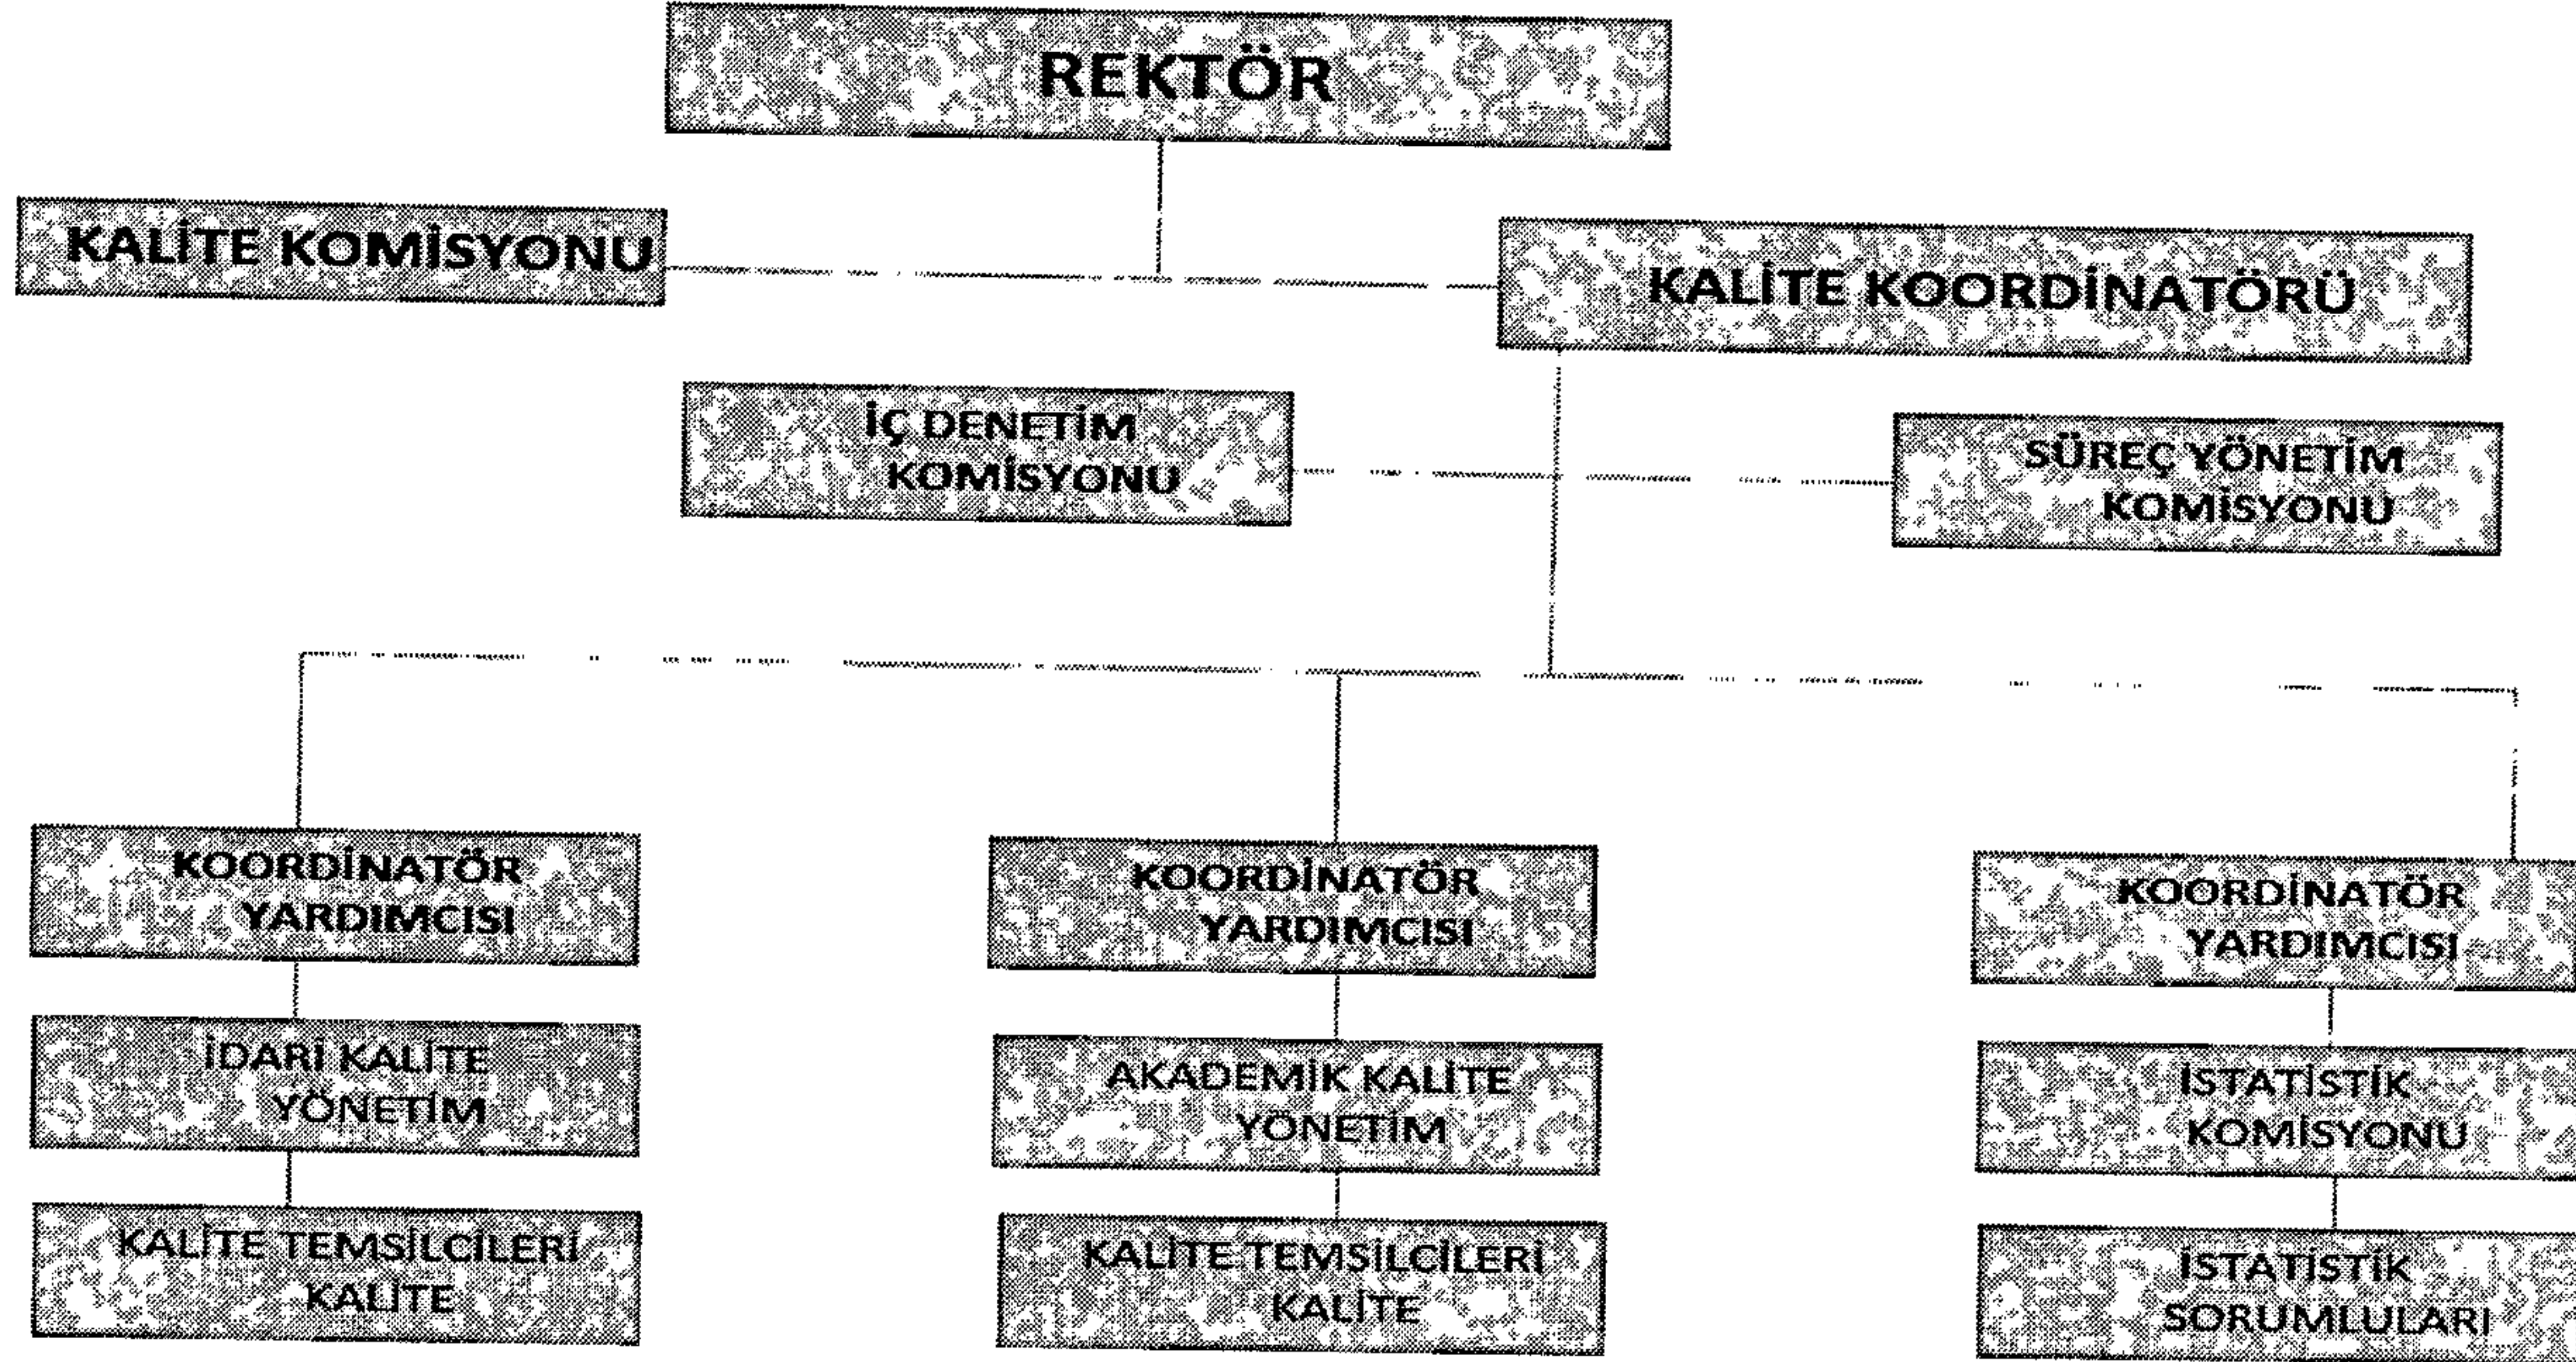 REKTÖR
KALİTE KOMİSYONU
KALİTE KOORDİNATÖRÜ
İÇ DENETİM
KOMİSYONU
SÜREÇ YÖNETİM
KOMİSYONU
KOORDİNATÖR
YARDIMCISI
KOORDİNATÖR
YARDIMCISI
KOORDİNATÖR
YARDIMCISI
İDARİ KALİTE
YÖNETİM
AKADEMİK KALİTE
YÖNETİM
İSTATİSTİK
KOMİSYONU
KALİTE TEMSİLCİLERİ
KALİTE
KALİTE TEMSİLCİLERİ
KALİTE
İSTATİSTİK
SORUMLULARI